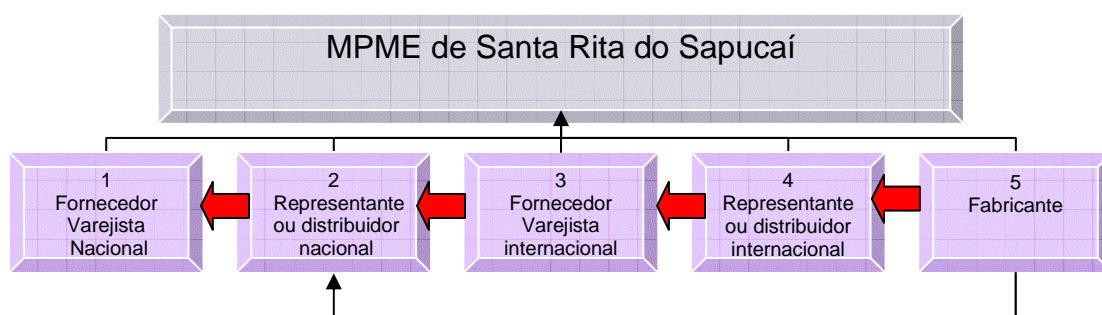 MPME de Santa Rita do Sapucaí
1
Fornecedor
Varejista
Nacional
2
Representante
ou distribuidor
nacional
3
Fornecedor
Varejista
internacional
4
Representante
ou distribuidor
internacional
5
Fabricante